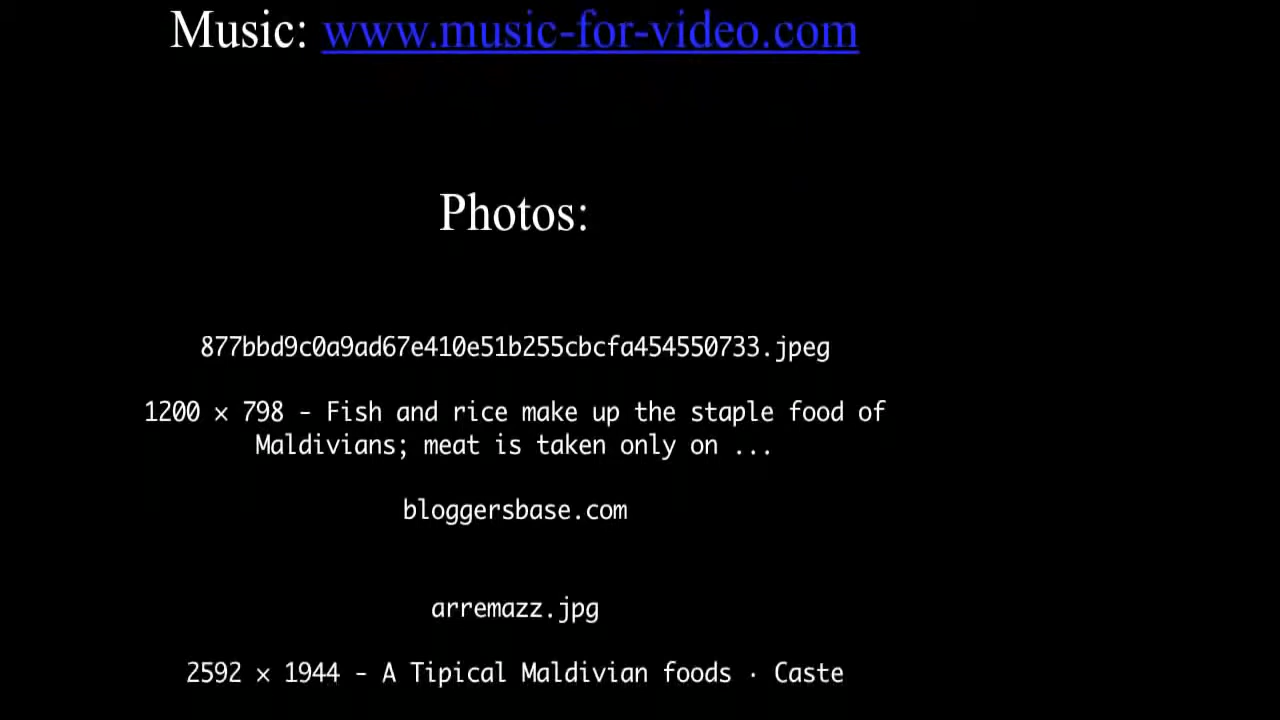 Music: www.music-for-video.com
Photos:
877bbd9c0a9ad67e410e51b255cbcfa454550733.jpeg
1200 × 798 - Fish and rice make up the staple food of
Maldivians; meat is taken only on ...
bloggersbase.com
arremazz.jpg
2592 × 1944 - A Tipical Maldivian foods · Caste